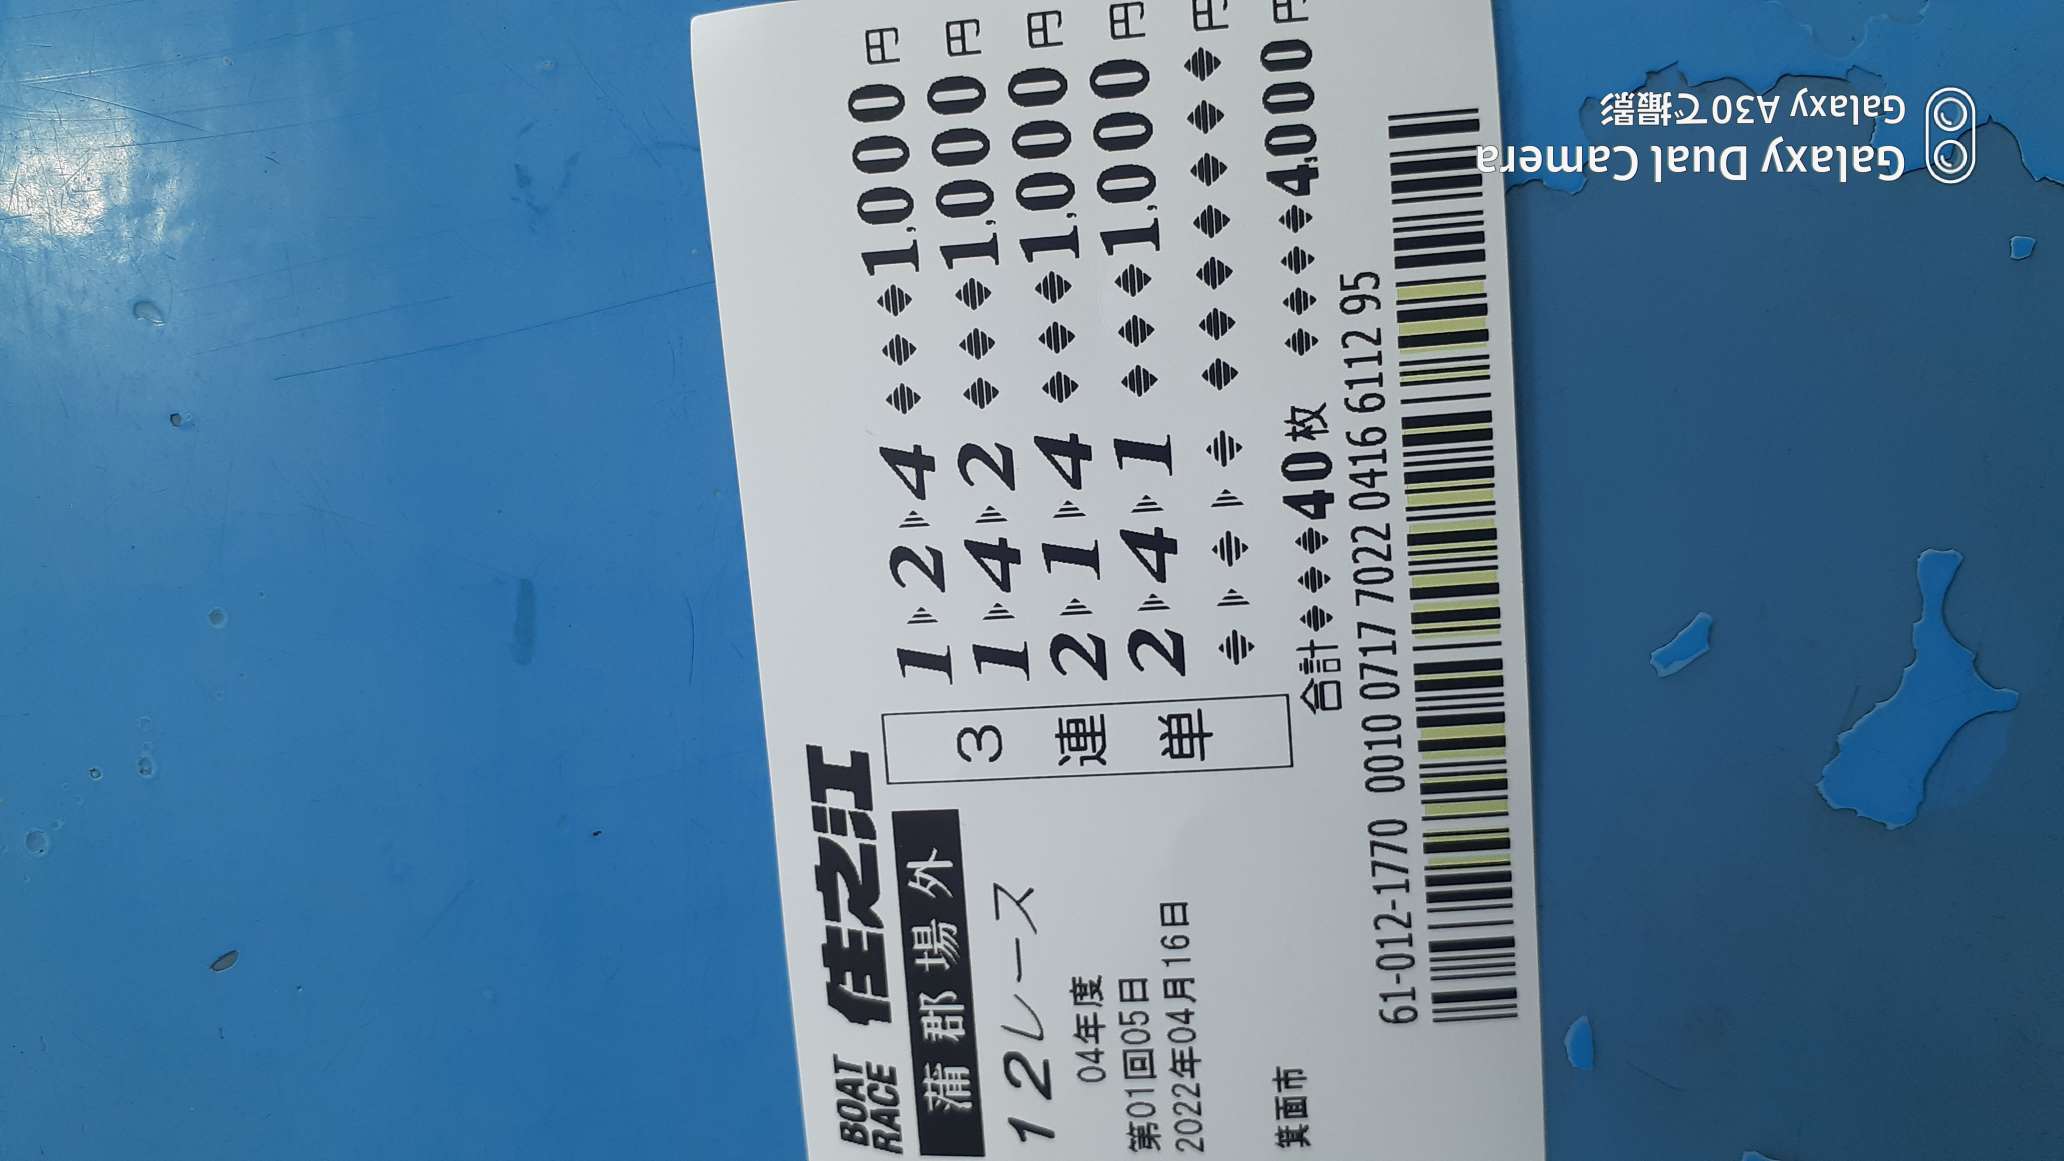 BOAT RACE 住之江
蒲郡場外
12レース
04年度
第01回05日
2022年04月16日
箕面市
3連単
1▷2▷4 ◆◆◆1,000円
1▷4▷2 ◆◆◆1,000円
2▷1▷4 ◆◆◆1,000円
2▷4▷1 ◆◆◆1,000円
◆▷◆▷◆ ◆◆◆◆◆◆◆円
合計◆◆◆40枚 ◆◆◆◆4,000円
61-012-1770 0010 0717 7022 0416 6112 95
Galaxy Dual Camera
Galaxy A30で撮影